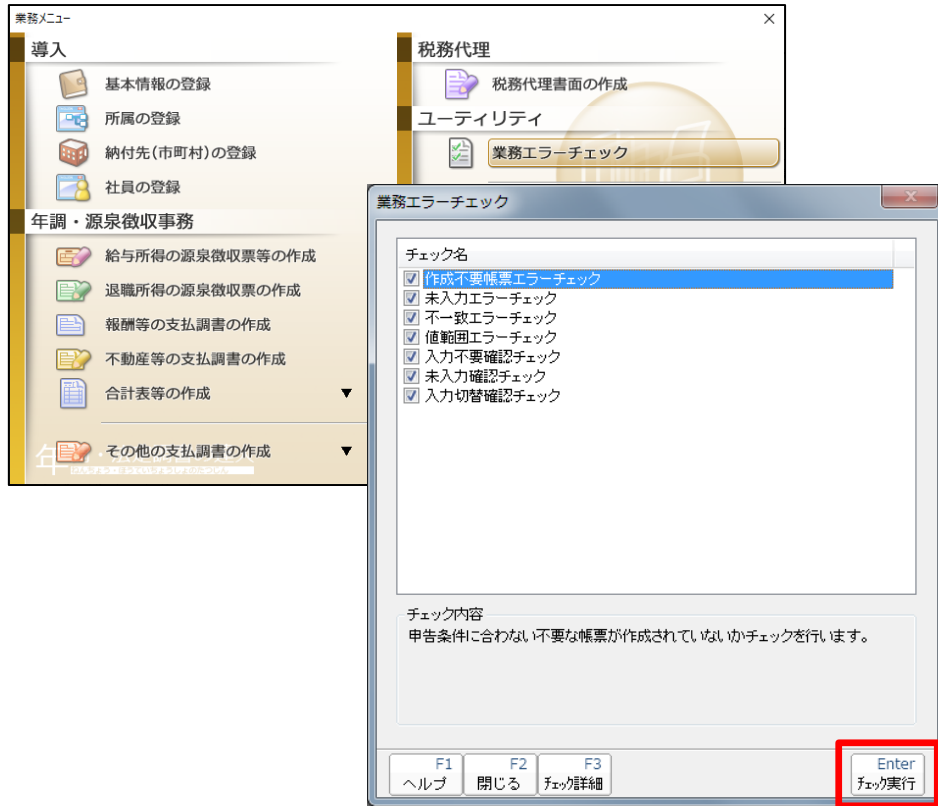 業務メニュー
導入
基本情報の登録
所属の登録
納付先(市町村)の登録
社員の登録
年調・源泉徴収事務
給与所得の源泉徴収票等の作成
退職所得の源泉徴収票の作成
報酬等の支払調書の作成
不動産等の支払調書の作成
合計表等の作成 ▼
その他の支払調書の作成 ▼
税務代理
税務代理書面の作成
ユーティリティ
業務エラーチェック
業務エラーチェック
チェック名
作成不要帳票エラーチェック
未入力エラーチェック
不一致エラーチェック
値範囲エラーチェック
入力不要確認チェック
未入力確認チェック
入力切替確認チェック
チェック内容
申告条件に合わない不要な帳票が作成されていないかチェックを行います。
F1
ヘルプ
F2
閉じる
F3
チェック詳細
Enter
チェック実行